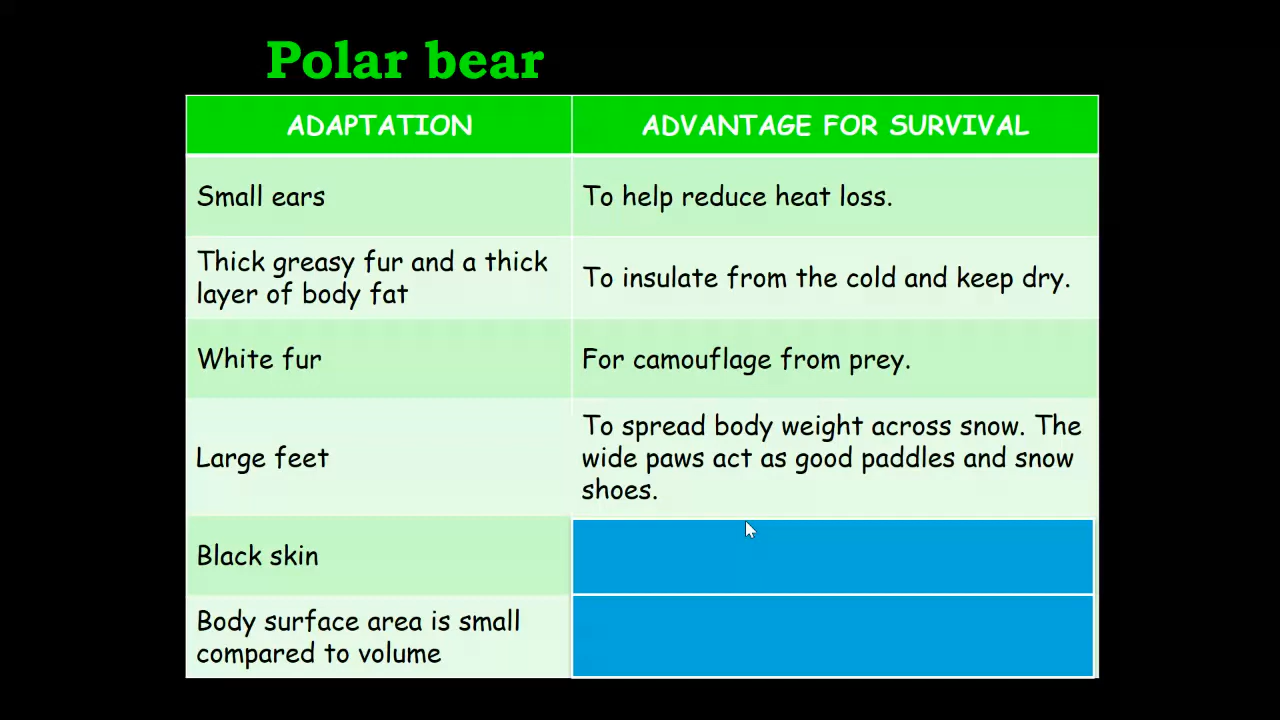 Polar bear
ADAPTATION
ADVANTAGE FOR SURVIVAL
Small ears
To help reduce heat loss.
Thick greasy fur and a thick
layer of body fat
To insulate from the cold and keep dry.
White fur
For camouflage from prey.
Large feet
To spread body weight across snow. The
wide paws act as good paddles and snow
shoes.
Black skin
Body surface area is small
compared to volume